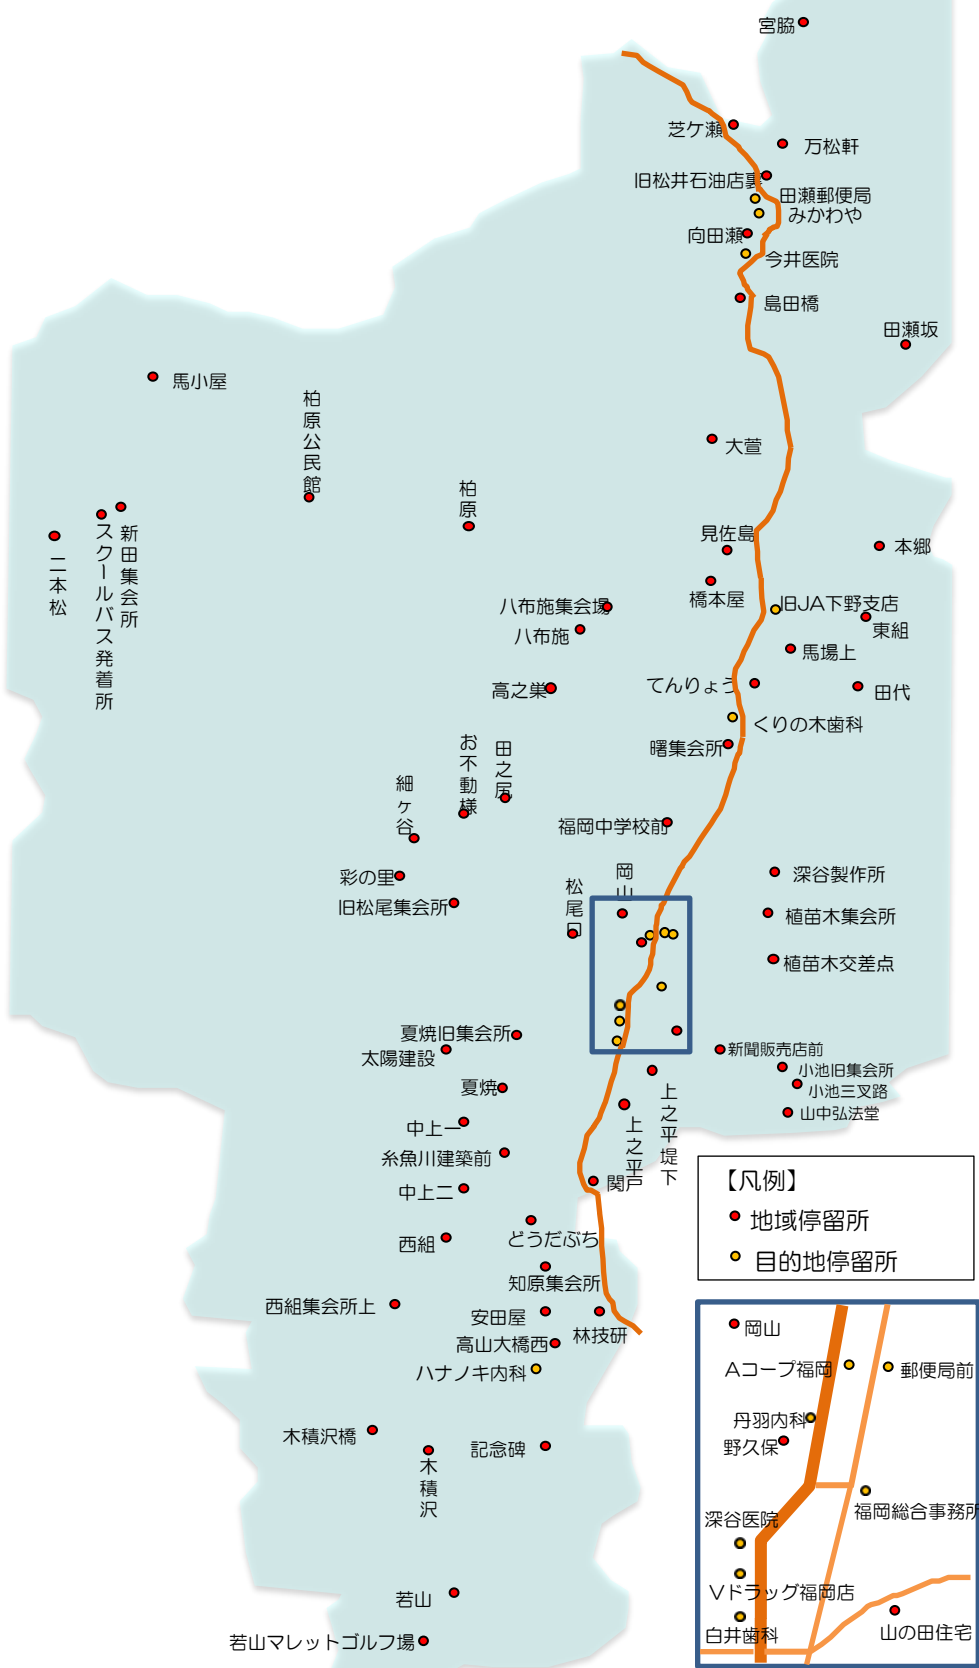 宮脇
芝ケ瀬
万松軒
旧松井石油店裏
田瀬郵便局
みかわや
向田瀬
今井医院
島田橋
田瀬坂
馬小屋
柏原公民館
大萱
柏原
新田集会所
スクールバス発着所
二本松
見佐島
本郷
橋本屋
八布施集会場
旧JA下野支店
東組
八布施
馬場上
てんりょう
田代
高之巣
くりの木歯科
曙集会所
お不動様
田之尻
細ヶ谷
福岡中学校前
彩の里
岡山
深谷製作所
旧松尾集会所
松尾口
植苗木集会所
植苗木交差点
夏焼旧集会所
太陽建設
新聞販売店前
小池旧集会所
小池三叉路
夏焼
上之平堤下
山中弘法堂
中上一
上之平
糸魚川建築前
関戸
中上二
【凡例】
地域停留所
目的地停留所
どうだぶち
西組
知原集会所
西組集会所上
安田屋
林技研
高山大橋西
ハナノキ内科
木積沢橋
木積沢
記念碑
若山
若山マレットゴルフ場
岡山
Aコープ福岡
郵便局前
丹羽内科
野久保
福岡総合事務所
深谷医院
Vドラッグ福岡店
白井歯科
山の田住宅